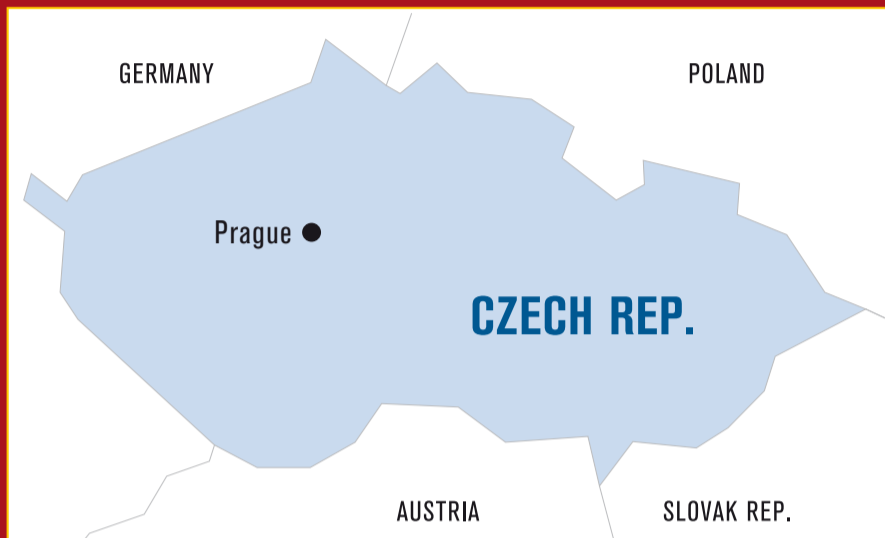 GERMANY
POLAND
Prague
CZECH REP.
AUSTRIA
SLOVAK REP.